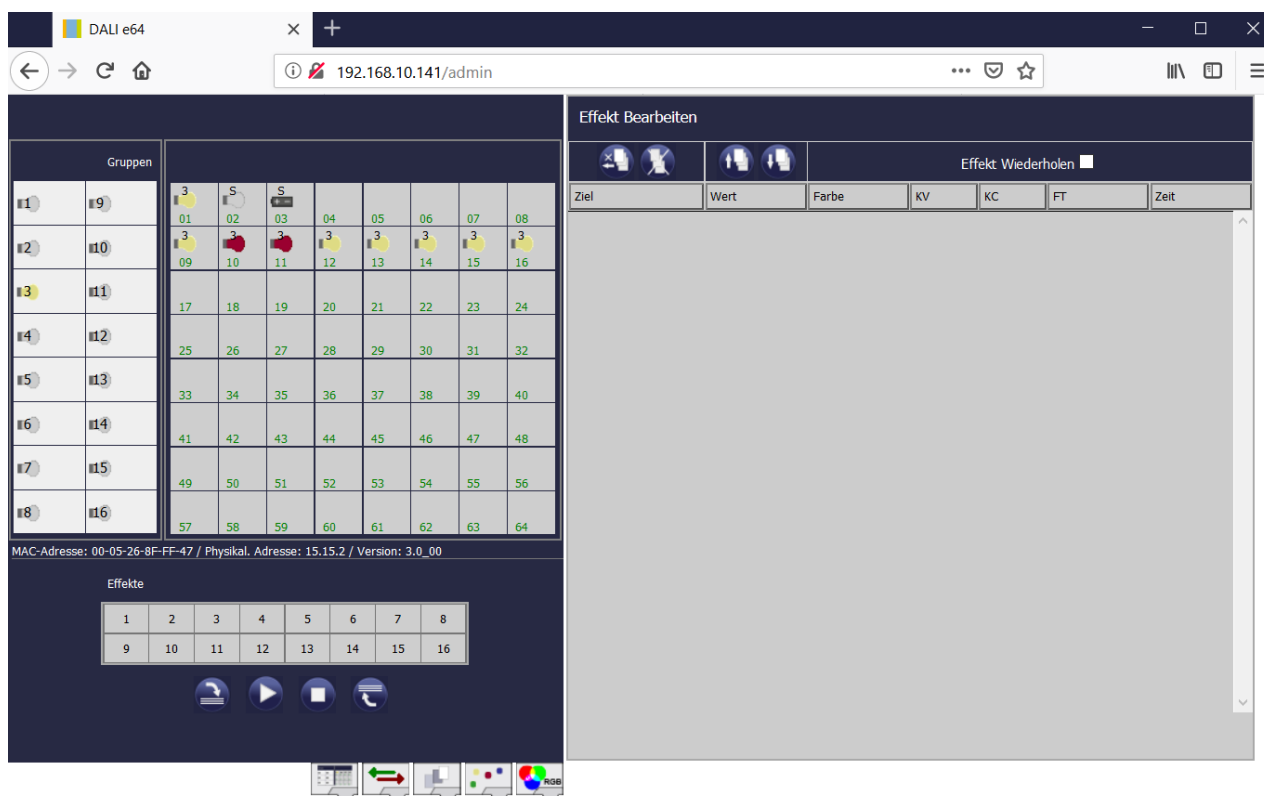 DALI e64
192.168.10.141/admin
Effekt Bearbeiten
Gruppen
Effekt Wiederholen
Ziel Wert Farbe KV KC FT Zeit
1 9
2 10
3 11
4 12
5 13
6 14
7 15
8 16
3 S S
01 02 03 04 05 06 07 08
3 3 3 3 3 3 3 3
09 10 11 12 13 14 15 16
17 18 19 20 21 22 23 24
25 26 27 28 29 30 31 32
33 34 35 36 37 38 39 40
41 42 43 44 45 46 47 48
49 50 51 52 53 54 55 56
57 58 59 60 61 62 63 64
MAC-Adresse: 00-05-26-8F-FF-47 / Physikal. Adresse: 15.15.2 / Version: 3.0_00
Effekte
1 2 3 4 5 6 7 8
9 10 11 12 13 14 15 16
RGB